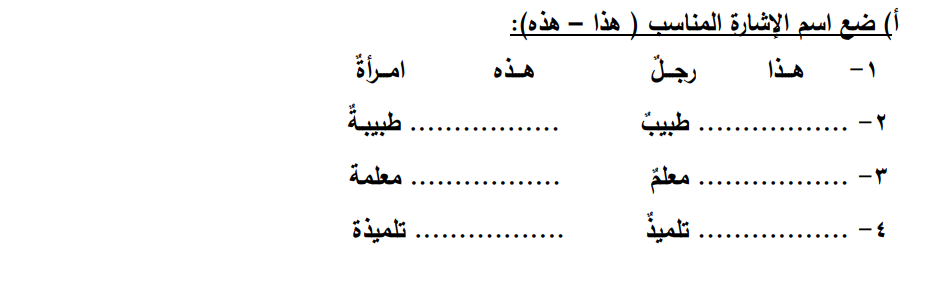 أ) ضع اسم الإشارة المناسب ( هذا – هذه):
١- هـذا رجـلٌ هـذه امـرأةٌ
٢- ................. طبيبٌ ................. طبيبـةٌ
٣- ................. معلمٌ ................. معلمة
٤- ................. تلميذٌ ................. تلميذة